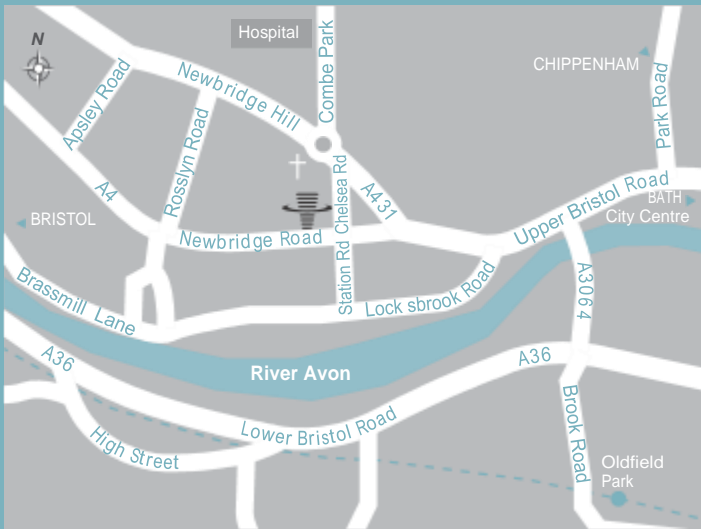 N
Hospital
Combe Park
CHIPPENHAM
Park Road
Newbridge Hill
Apsley Road
Rosslyn Road
A4
A431
Chelsea Rd
Upper Bristol Road
BATH
City Centre
BRISTOL
Newbridge Road
Station Rd
Brassmill Lane
Lock sbrook Road
A3064
A36
River Avon
A36
Lower Bristol Road
High Street
Brook Road
Oldfield
Park